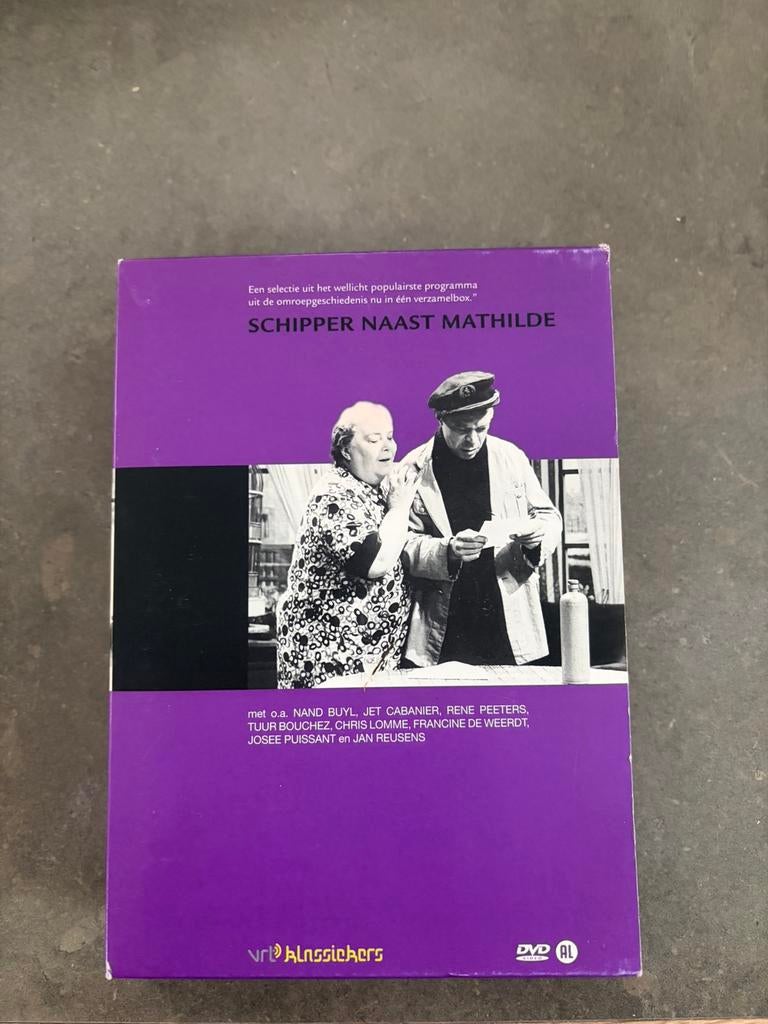 Een selectie uit het wellicht populairste programma
uit de omroepgeschiedenis nu in één verzamelbox."
SCHIPPER NAAST MATHILDE
met o.a. NAND BUYL, JET CABANIER, RENE PEETERS,
TUUR BOUCHEZ, CHRIS LOMME, FRANCINE DE WEERDT,
JOSEE PUISSANT en JAN REUSENS
vrt klassiekers
DVD VIDEO AL